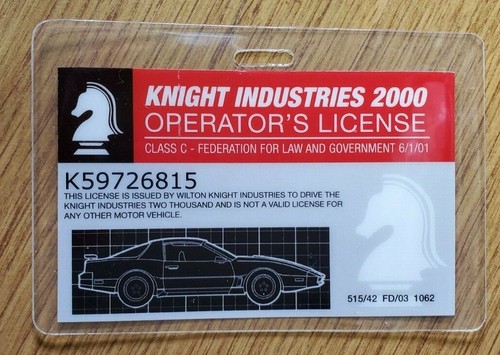 KNIGHT INDUSTRIES 2000
OPERATOR'S LICENSE
CLASS C - FEDERATION FOR LAW AND GOVERNMENT 6/1/01
K59726815
THIS LICENSE IS ISSUED BY WILTON KNIGHT INDUSTRIES TO DRIVE THE
KNIGHT INDUSTRIES TWO THOUSAND AND IS NOT A VALID LICENSE FOR
ANY OTHER MOTOR VEHICLE.
515/42 FD/03 1062